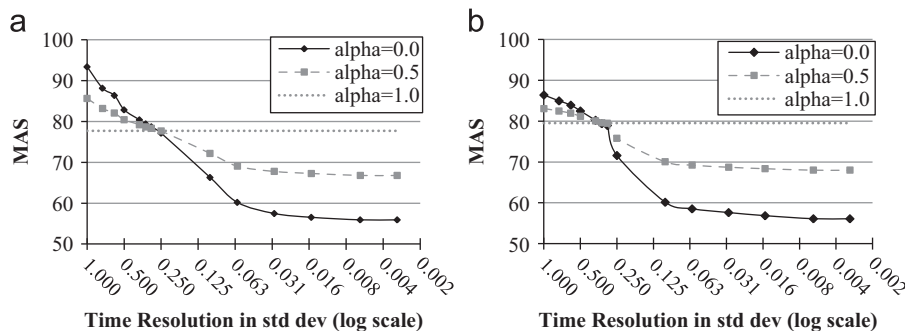 a
100
90
80
70
60
50
MAS
alpha=0.0
alpha=0.5
alpha=1.0
1.000
0.500
0.250
0.125
0.063
0.031
0.016
0.008
0.004
0.002
Time Resolution in std dev (log scale)
b
100
90
80
70
60
50
MAS
alpha=0.0
alpha=0.5
alpha=1.0
1.000
0.500
0.250
0.125
0.063
0.031
0.016
0.008
0.004
0.002
Time Resolution in std dev (log scale)